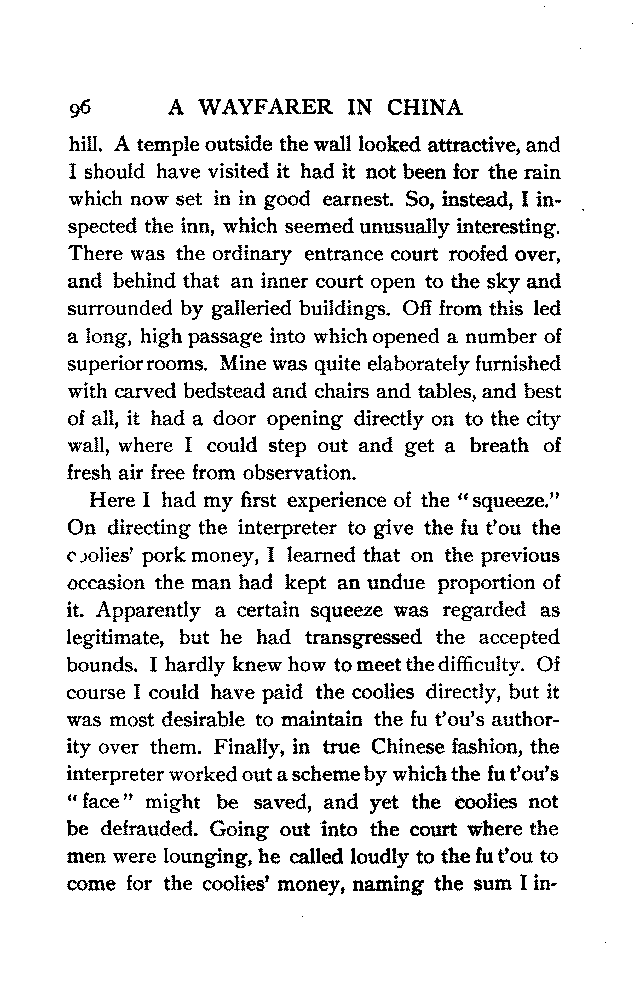 96 A WAYFARER IN CHINA
hill. A temple outside the wall looked attractive, and
I should have visited it had it not been for the rain
which now set in in good earnest. So, instead, I in-
spected the inn, which seemed unusually interesting.
There was the ordinary entrance court roofed over,
and behind that an inner court open to the sky and
surrounded by galleried buildings. Off from this led
a long, high passage into which opened a number of
superior rooms. Mine was quite elaborately furnished
with carved bedstead and chairs and tables, and best
of all, it had a door opening directly on to the city
wall, where I could step out and get a breath of
fresh air free from observation.
Here I had my first experience of the "squeeze."
On directing the interpreter to give the fu t'ou the
coolies' pork money, I learned that on the previous
occasion the man had kept an undue proportion of
it. Apparently a certain squeeze was regarded as
legitimate, but he had transgressed the accepted
bounds. I hardly knew how to meet the difficulty. Of
course I could have paid the coolies directly, but it
was most desirable to maintain the fu t'ou's author-
ity over them. Finally, in true Chinese fashion, the
interpreter worked out a scheme by which the fu t'ou's
"face" might be saved, and yet the coolies not
be defrauded. Going out into the court where the
men were lounging, he called loudly to the fu t'ou to
come for the coolies' money, naming the sum I in-